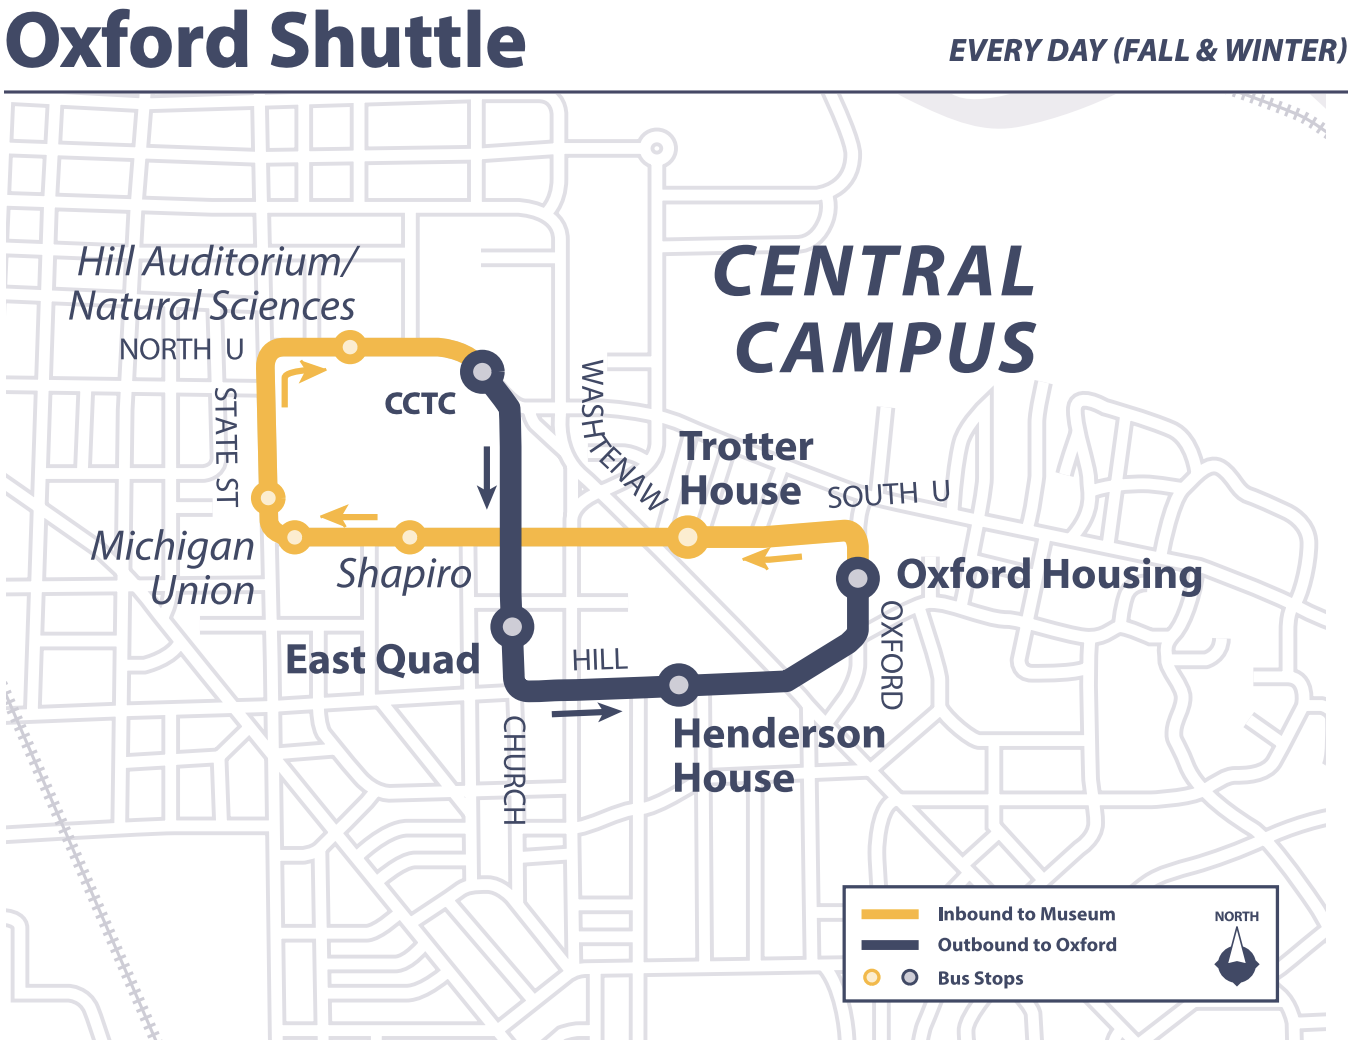 Oxford Shuttle
EVERY DAY (FALL & WINTER)
Hill Auditorium/
Natural Sciences
NORTH U
STATE ST
CCTC
CENTRAL
CAMPUS
WASHTENAW
Trotter
House
SOUTH U
Michigan
Union
Shapiro
Oxford Housing
OXFORD
East Quad
HILL
CHURCH
Henderson
House
Inbound to Museum
Outbound to Oxford
Bus Stops
NORTH